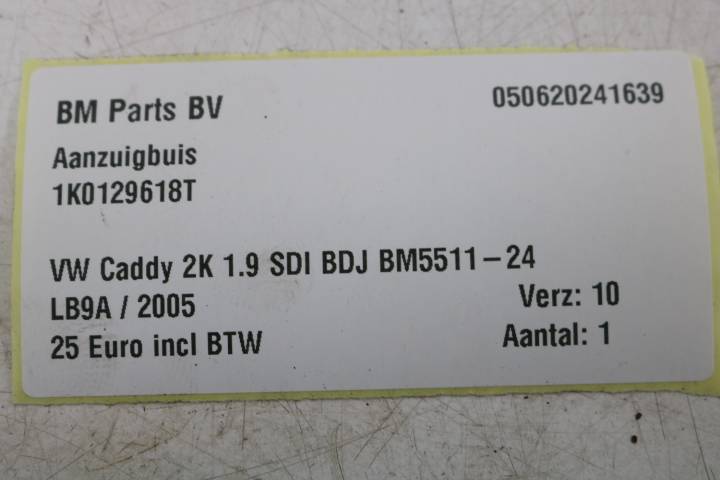 BM Parts BV 050620241639
Aanzuigbuis
1K0129618T
VW Caddy 2K 1.9 SDI BDJ BM5511-24
LB9A / 2005 Verz: 10
25 Euro incl BTW Aantal: 1